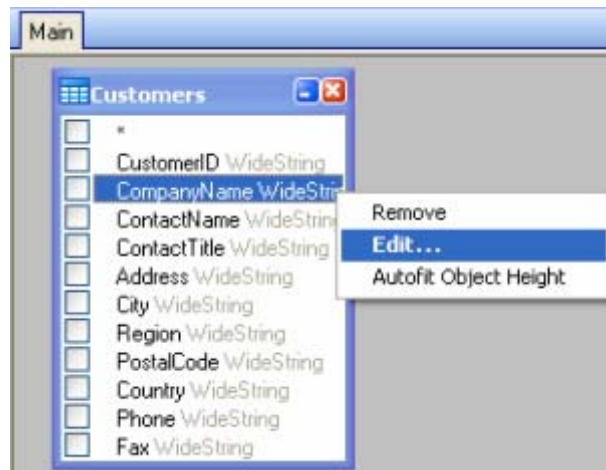 Main
Customers
*
CustomerID WideString
CompanyName WideStrin
ContactName WideString
ContactTitle WideString
Address WideString
City WideString
Region WideString
PostalCode WideString
Country WideString
Phone WideString
Fax WideString
Remove
Edit...
Autofit Object Height